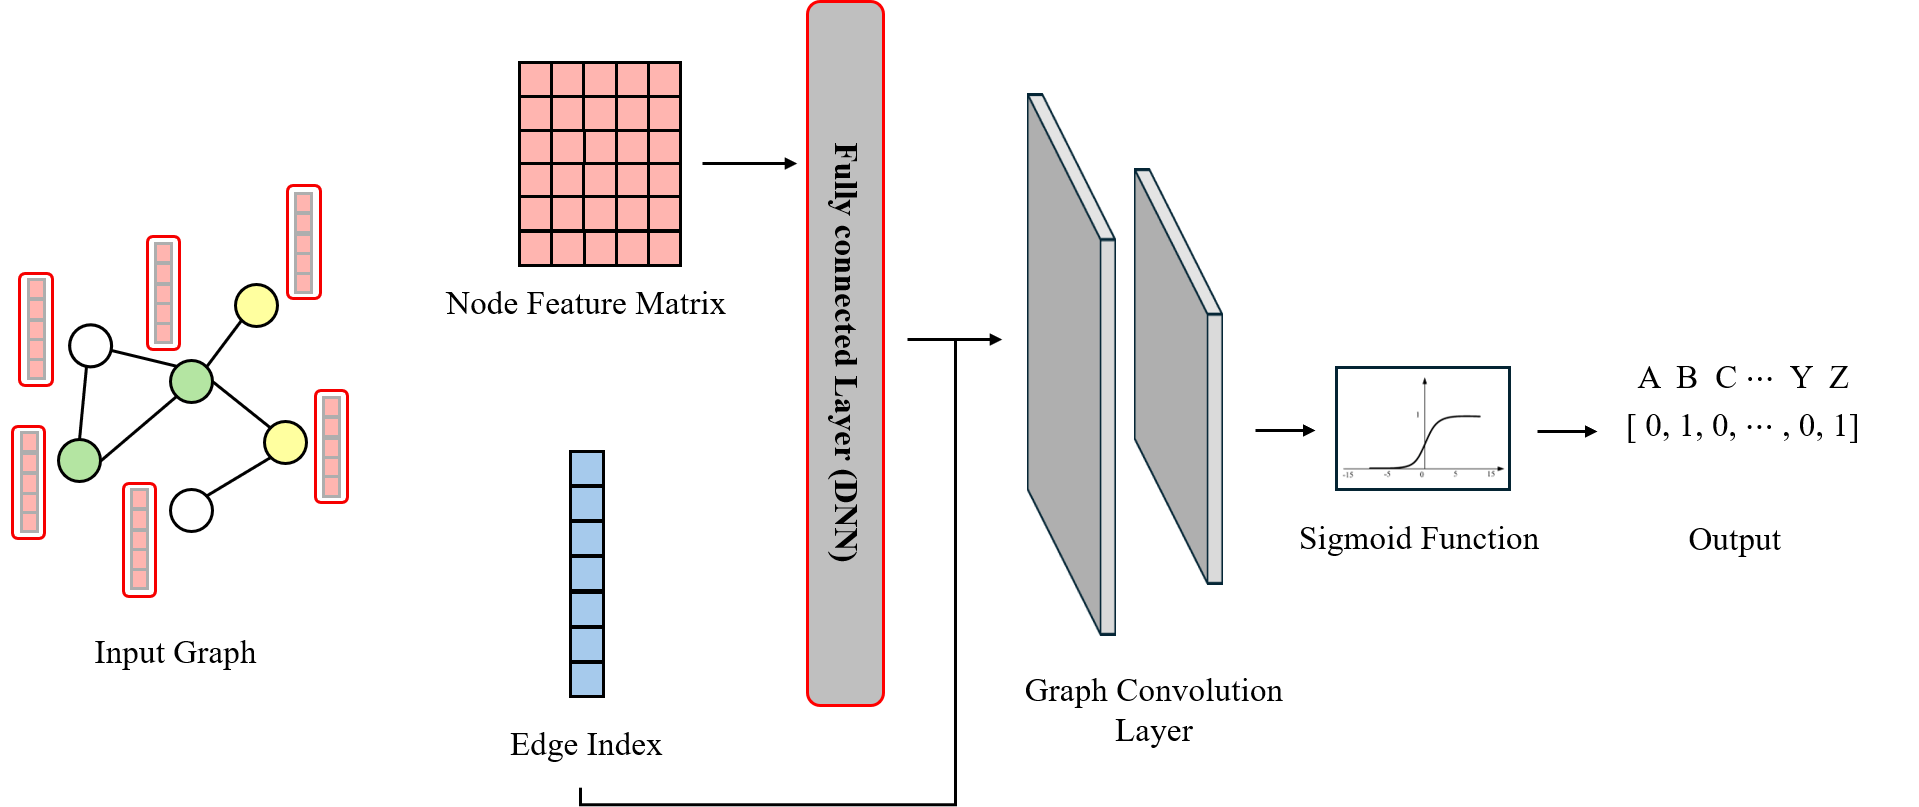 Input Graph
Node Feature Matrix
Edge Index
Fully connected Layer (DNN)
Graph Convolution
Layer
1
-15 -5 0 5 15
Sigmoid Function
A B C ··· Y Z
[ 0, 1, 0, ··· , 0, 1]
Output